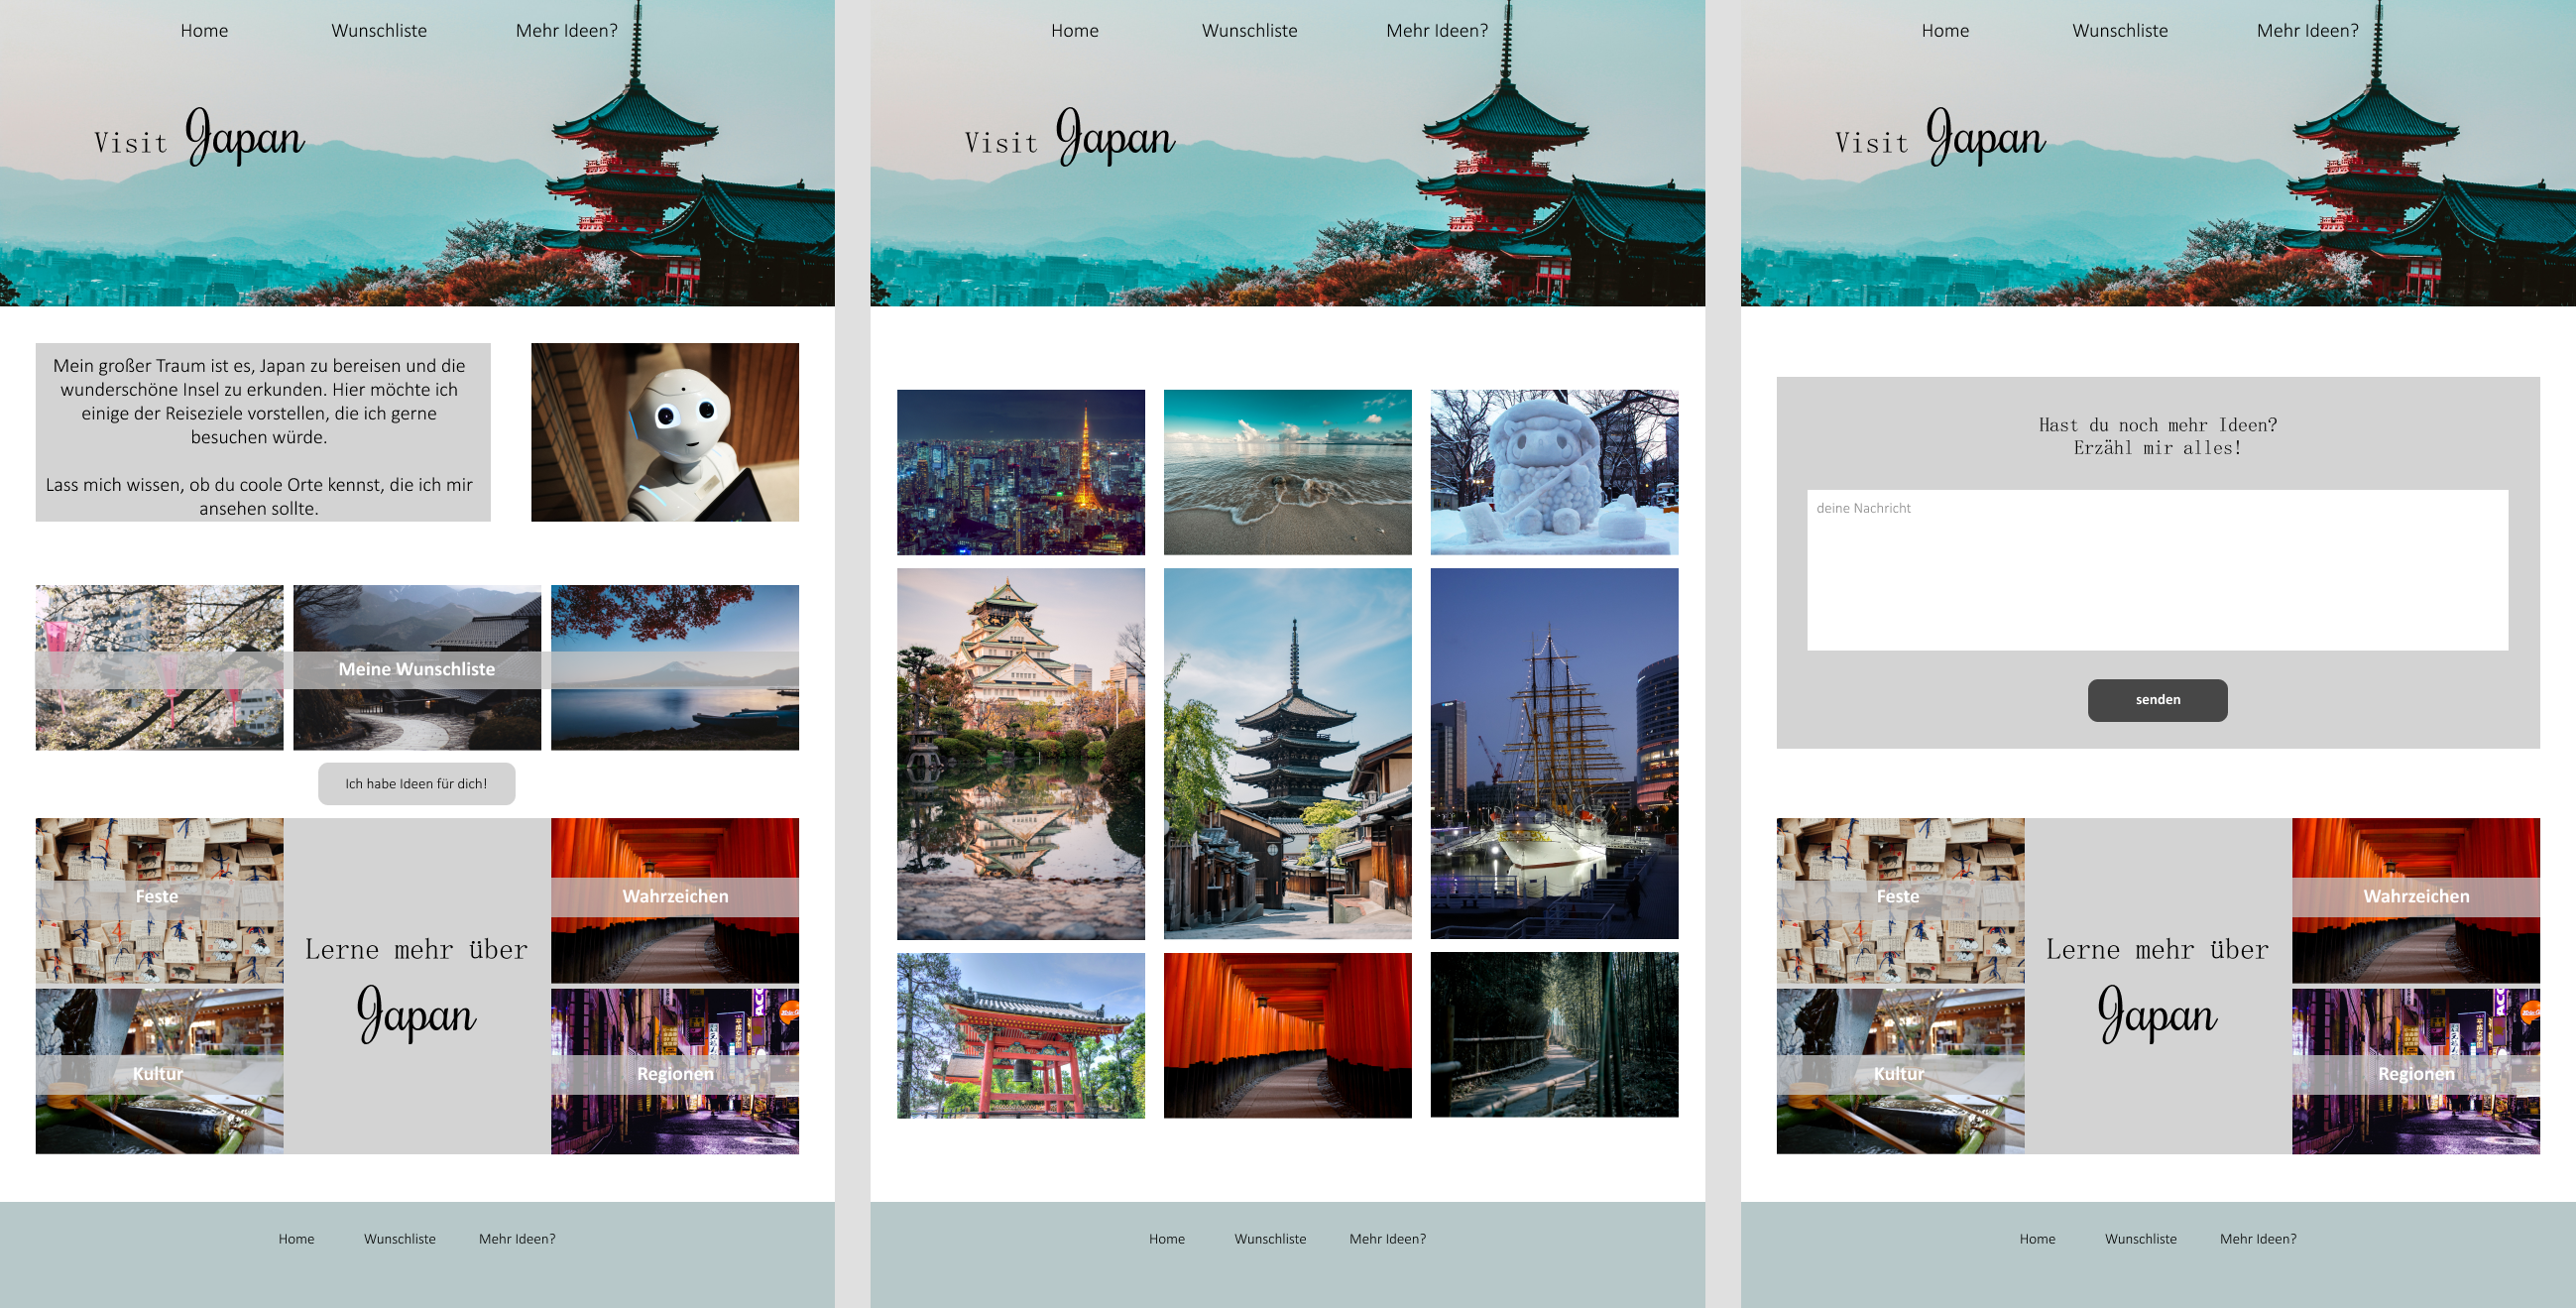 Home Wunschliste Mehr Ideen?
Visit Japan
Mein großer Traum ist es, Japan zu bereisen und die
wunderschöne Insel zu erkunden. Hier möchte ich
einige der Reiseziele vorstellen, die ich gerne
besuchen würde.
Lass mich wissen, ob du coole Orte kennst, die ich mir
ansehen sollte.
Meine Wunschliste
Ich habe Ideen für dich!
Feste
Wahrzeichen
Lerne mehr über
Japan
Kultur
Regionen
Home Wunschliste Mehr Ideen?
Home Wunschliste Mehr Ideen?
Visit Japan
Home Wunschliste Mehr Ideen?
Home Wunschliste Mehr Ideen?
Visit Japan
Hast du noch mehr Ideen?
Erzähl mir alles!
deine Nachricht
senden
Feste
Wahrzeichen
Lerne mehr über
Japan
Kultur
Regionen
Home Wunschliste Mehr Ideen?